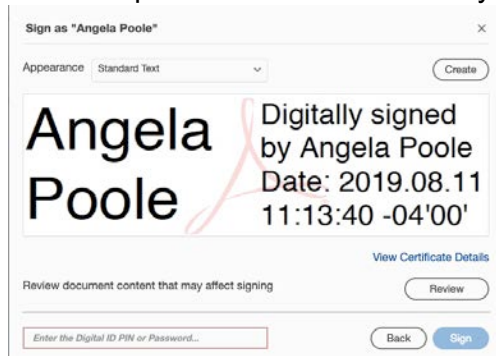 Sign as "Angela Poole"
×
Appearance Standard Text
Create
Angela
Poole
Digitally signed
by Angela Poole
Date: 2019.08.11
11:13:40 -04'00'
View Certificate Details
Review document content that may affect signing
Review
Enter the Digital ID PIN or Password...
Back
Sign